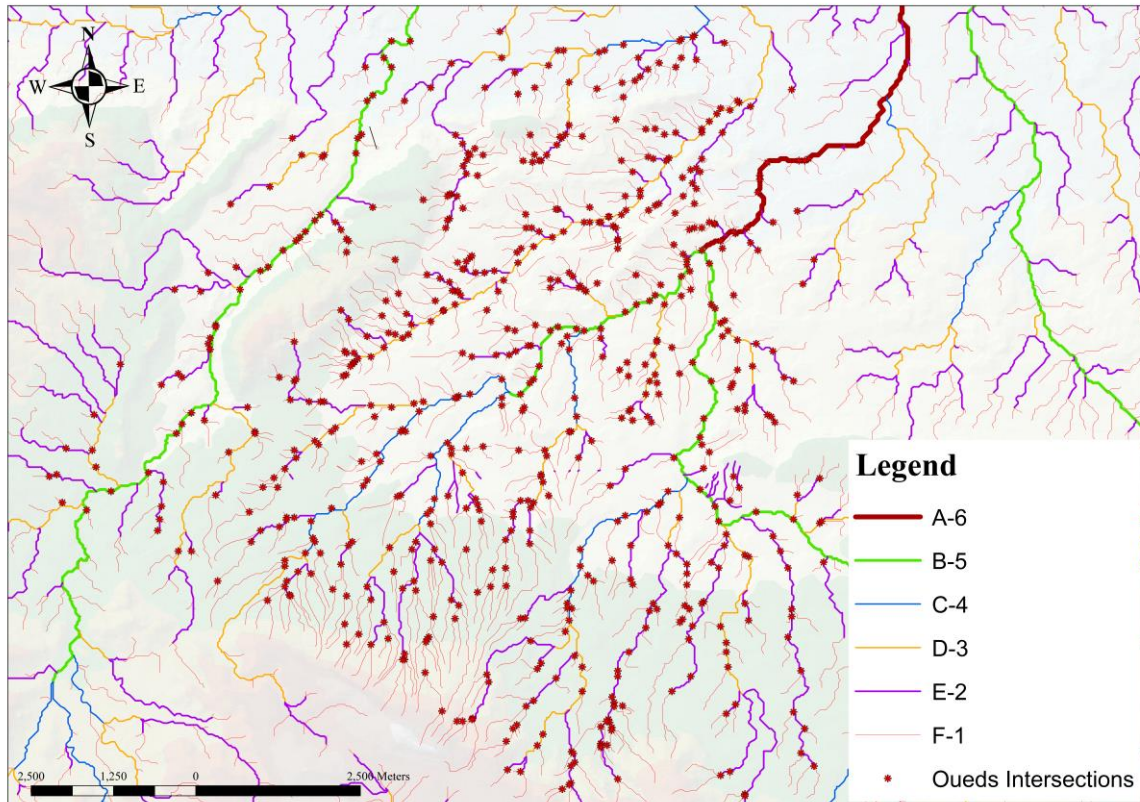 N
W E
S
Legend
A-6
B-5
C-4
D-3
E-2
F-1
Oueds Intersections
2,500 1,250 0 2,500 Meters